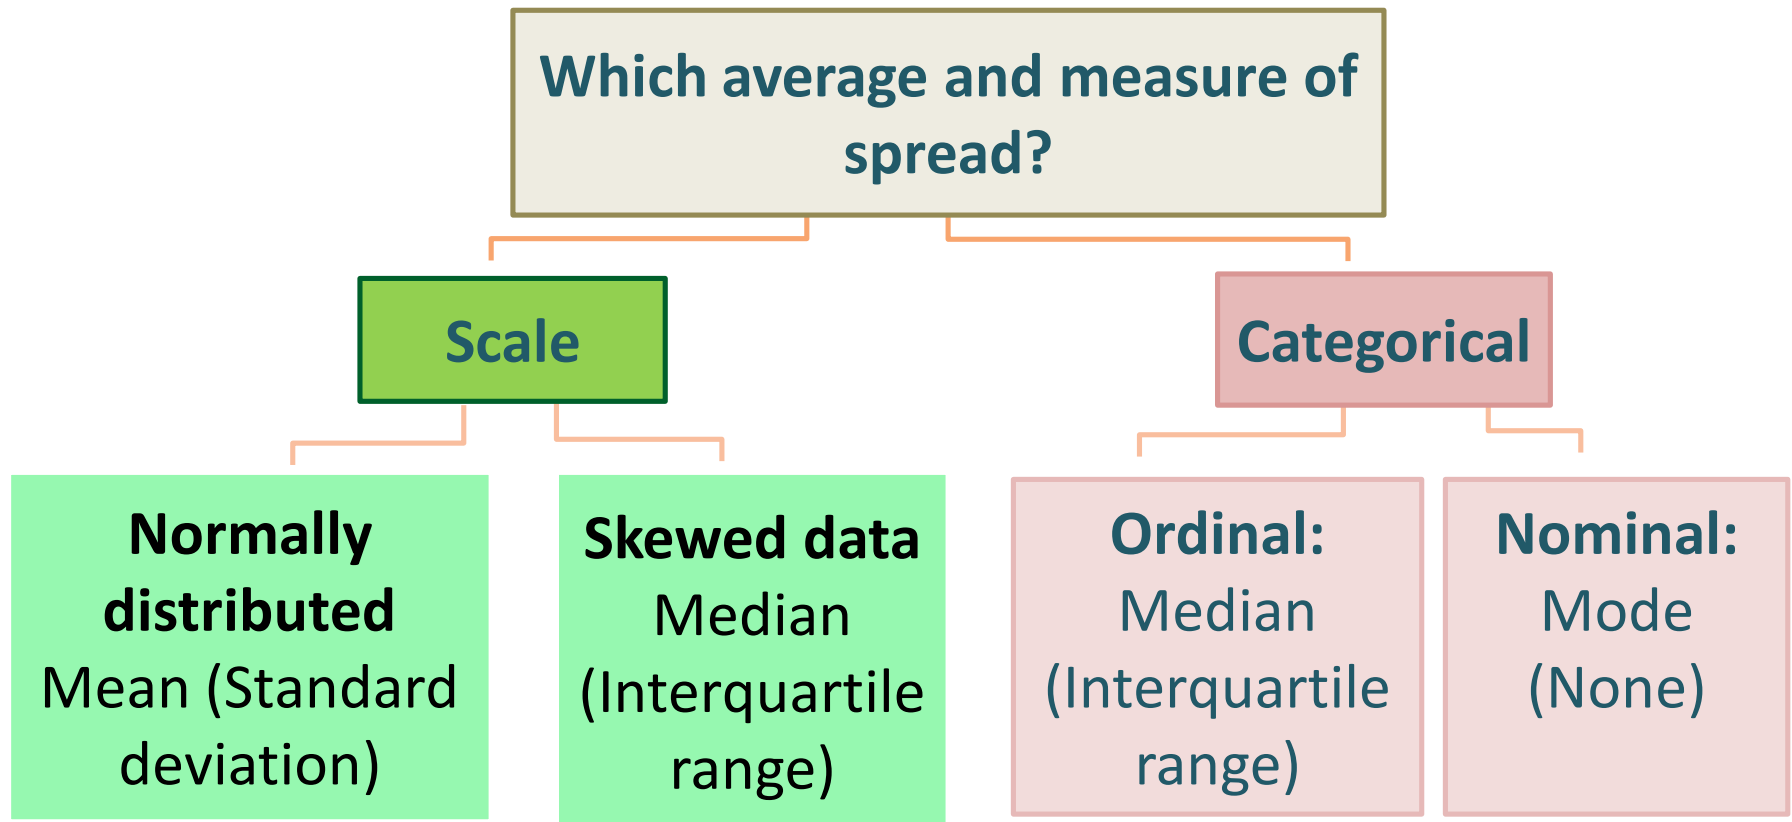 Which average and measure of
spread?
Scale
Categorical
Normally
distributed
Mean (Standard
deviation)
Skewed data
Median
(Interquartile
range)
Ordinal:
Median
(Interquartile
range)
Nominal:
Mode
(None)